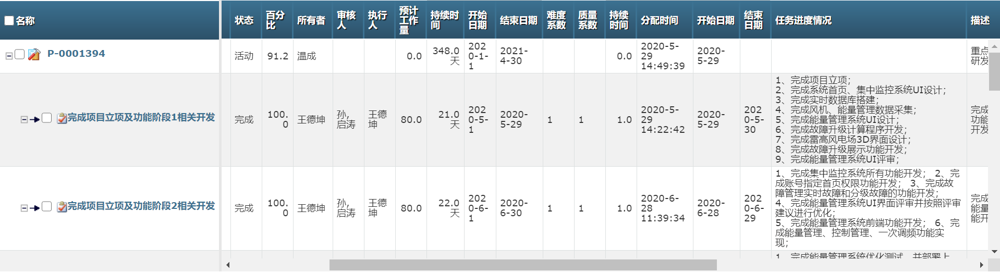 名称 状态 百分比 所有者 审核人 执行人 预计工作量 持续时间 开始日期 结束日期 难度系数 质量系数 持续时间 分配时间 开始日期 结束日期 任务进度情况 描述
P-0001394 活动 91.2 温成 0.0 348.0天 2020-1-1 2021-4-30 0.0 2020-5-29 14:49:39 2020-5-29 重点研发
完成项目立项及功能阶段1相关开发 完成 100.0 王德坤 孙,启涛 王德坤 80.0 21.0天 2020-5-1 2020-5-29 1 1 1.0 2020-5-29 14:22:42 2020-5-29 2020-5-30
1、完成项目立项；
2、完成系统首页、集中监控系统UI设计；
3、完成实时数据库搭建；
4、完成风机、能量管理数据采集；
5、完成能量管理系统UI设计；
6、完成故障升级计算程序开发；
7、完成雷高风电场3D界面设计；
8、完成故障升级展示功能开发；
9、完成能量管理系统UI评审；
完成
功能
开发
完成项目立项及功能阶段2相关开发 完成 100.0 王德坤 孙,启涛 王德坤 80.0 22.0天 2020-6-1 2020-6-30 1 1 1.0 2020-6-28 11:39:34 2020-6-28 2020-6-29
1、完成集中监控系统所有功能开发； 2、完
成账号指定首页权限功能开发； 3、完成故
障管理实时故障和分级故障的功能开发；
4、完成能量管理系统UI界面评审并按照评审
建议进行优化；
5、完成能量管理系统前端功能开发； 6、完
成能量管理、控制管理、一次调频功能实
现；
完成
能量
能开
1、完成能量管理系统优化测试，并部署上